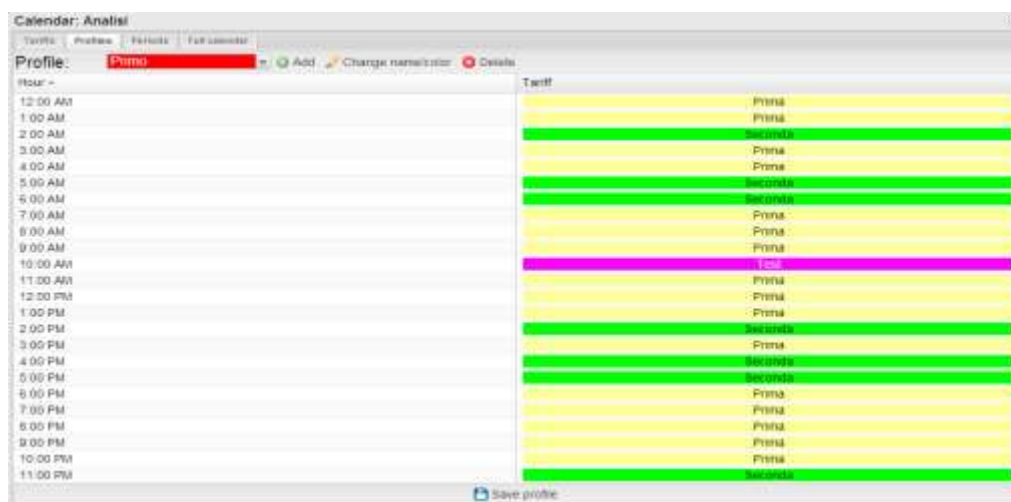 Calendar: Analisi
Tariffs Profiles Periods Full calendar
Profile: Primo Add Change name/color Delete
Hour Tariff
12:00 AM Prima
1:00 AM Prima
2:00 AM Seconda
3:00 AM Prima
4:00 AM Prima
5:00 AM Seconda
6:00 AM Seconda
7:00 AM Prima
8:00 AM Prima
9:00 AM Prima
10:00 AM Test
11:00 AM Prima
12:00 PM Prima
1:00 PM Prima
2:00 PM Seconda
3:00 PM Prima
4:00 PM Seconda
5:00 PM Seconda
6:00 PM Prima
7:00 PM Prima
8:00 PM Prima
9:00 PM Prima
10:00 PM Prima
11:00 PM Seconda
Save profile